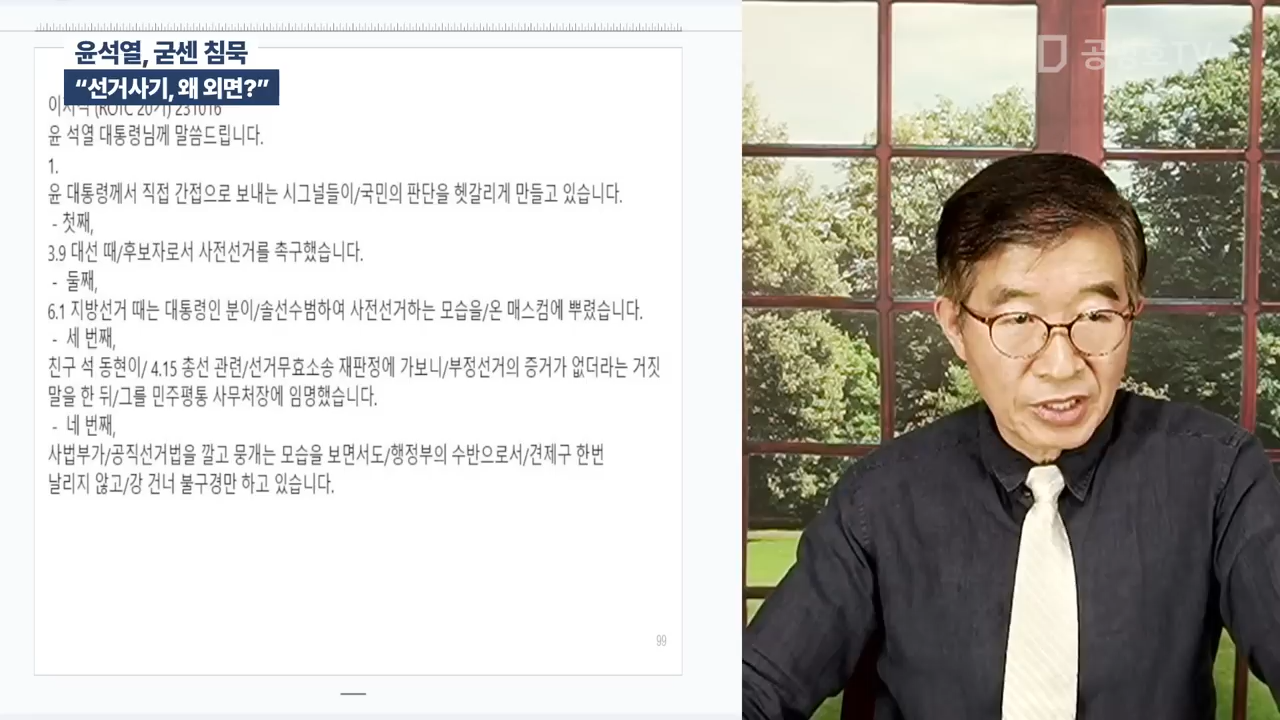 윤석열, 굳센 침묵
“선거사기, 왜 외면?”
(ROTC 20기) 231016
윤 석열 대통령님께 말씀드립니다.
1.
윤 대통령께서 직접 간접으로 보내는 시그널들이/국민의 판단을 헷갈리게 만들고 있습니다.
- 첫째,
3.9 대선 때/후보자로서 사전선거를 촉구했습니다.
- 둘째,
6.1 지방선거 때는 대통령인 분이/솔선수범하여 사전선거하는 모습을/온 매스컴에 뿌렸습니다.
- 세 번째,
친구 석 동현이/ 4.15 총선 관련/선거무효소송 재판정에 가보니/부정선거의 증거가 없더라는 거짓
말을 한 뒤/그를 민주평통 사무처장에 임명했습니다.
- 네 번째,
사법부가/공직선거법을 깔고 뭉개는 모습을 보면서도/행정부의 수반으로서/견제구 한번
날리지 않고/강 건너 불구경만 하고 있습니다.
99
공병호TV